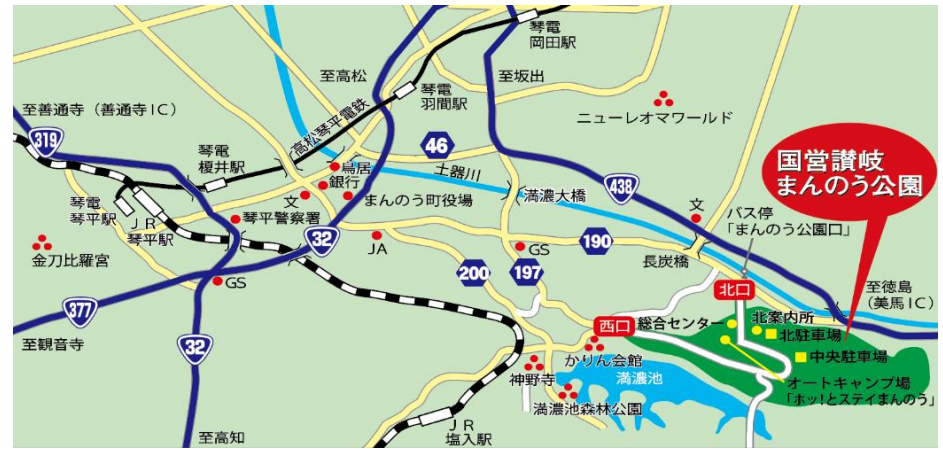 琴電
岡田駅
至高松
至坂出
琴電
羽間駅
至善通寺（善通寺IC）
ニューレオマワールド
高松琴平電鉄
319
46
琴電
榎井駅
土器川
国営讃岐
まんのう公園
鳥居
銀行
438
文
まんのう町役場
満濃大橋
文
バス停
「まんのう公園口」
琴電
琴平駅
JR
琴平駅
琴平警察署
32
190
JA
GS
長炭橋
金刀比羅宮
200
197
GS
北口
至徳島
（美馬IC）
377
西口
総合センター
北案内所
北駐車場
至観音寺
32
かりん会館
中央駐車場
神野寺
満濃池
オートキャンプ場
「ホッ!とステイまんのう」
満濃池森林公園
JR
塩入駅
至高知